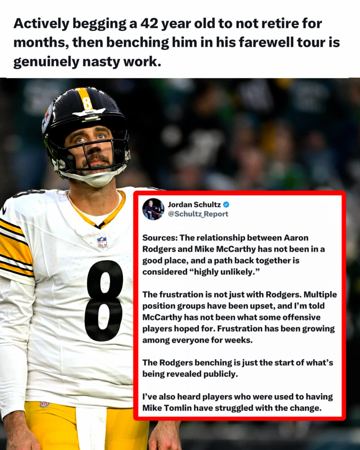 Actively begging a 42 year old to not retire for
months, then benching him in his farewell tour is
genuinely nasty work.
8
NFL
8
Jordan Schultz
@Schultz_Report
Sources: The relationship between Aaron
Rodgers and Mike McCarthy has not been in a
good place, and a path back together is
considered “highly unlikely.”
The frustration is not just with Rodgers. Multiple
position groups have been upset, and I’m told
McCarthy has not been what some offensive
players hoped for. Frustration has been growing
among everyone for weeks.
The Rodgers benching is just the start of what’s
being revealed publicly.
I’ve also heard players who were used to having
Mike Tomlin have struggled with the change.